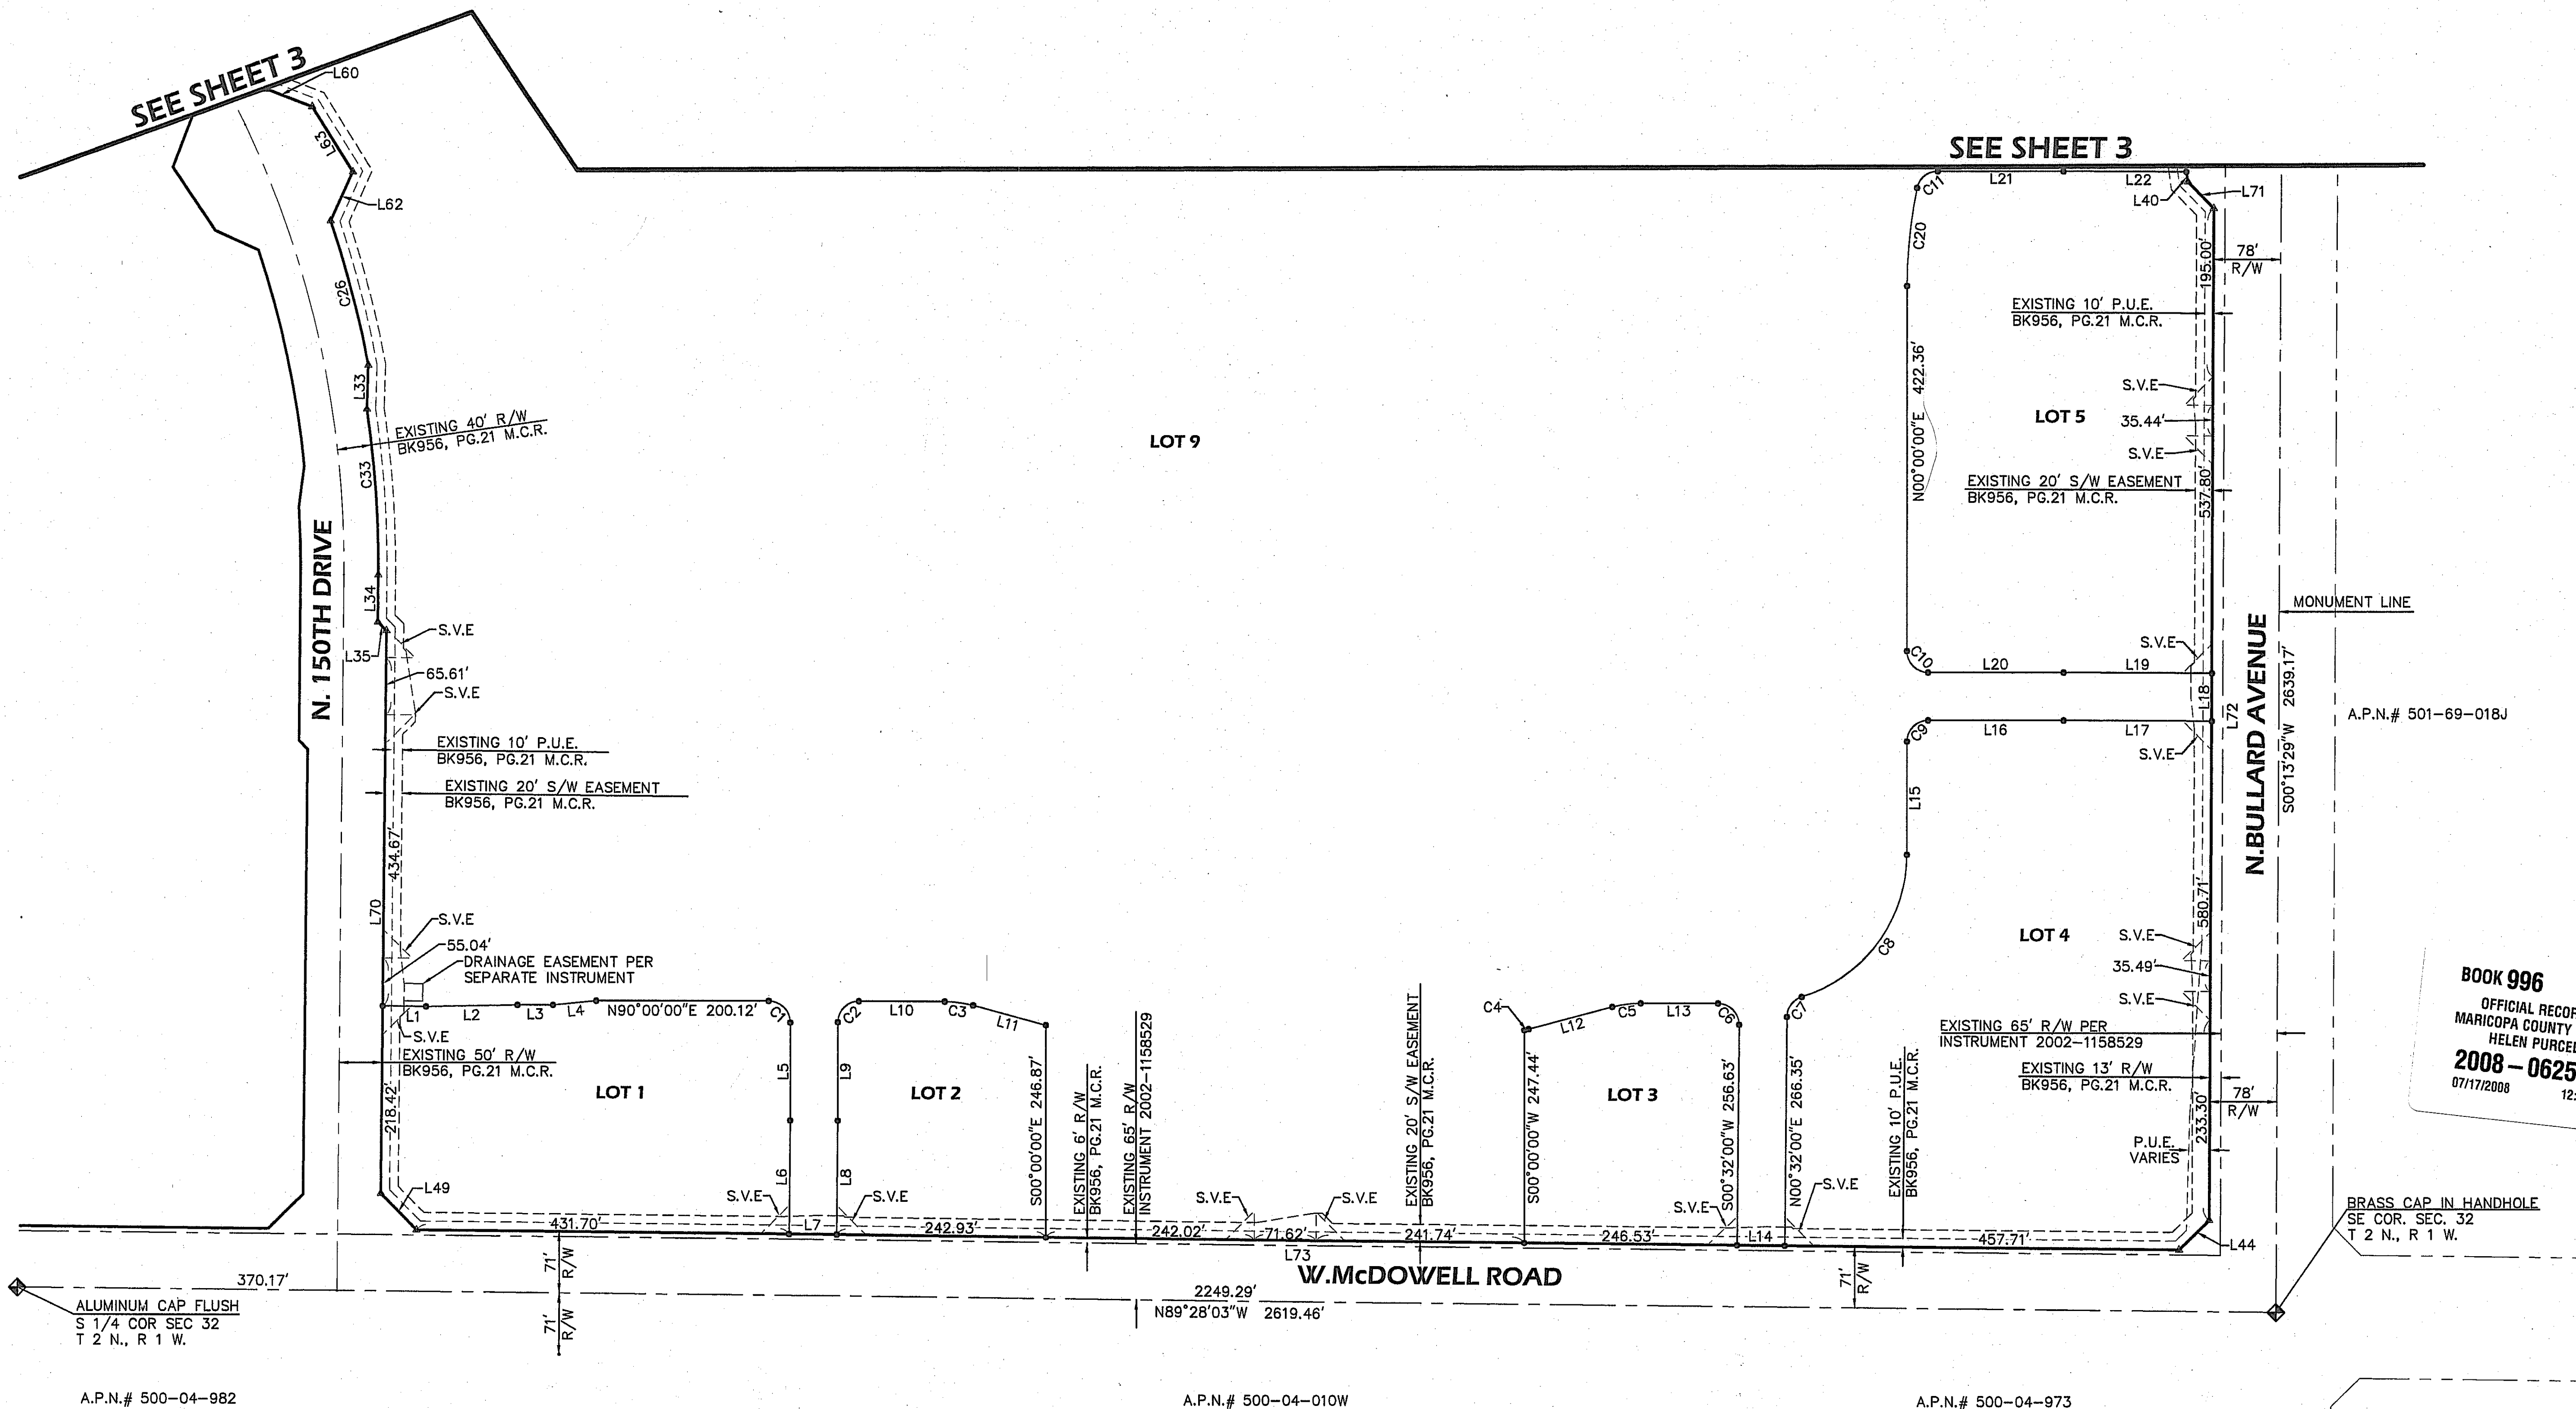 SEE SHEET 3
L60
L63
L62
C26
L33
EXISTING 40' R/W
BK956, PG.21 M.C.R.
C33
N. 150TH DRIVE
L34
L35
S.V.E
65.61'
S.V.E
EXISTING 10' P.U.E.
BK956, PG.21 M.C.R.
EXISTING 20' S/W EASEMENT
BK956, PG.21 M.C.R.
434.67'
L70
S.V.E
55.04'
DRAINAGE EASEMENT PER
SEPARATE INSTRUMENT
L1
L2
L3
L4
N90°00'00"E 200.12'
C1
S.V.E
EXISTING 50' R/W
BK956, PG.21 M.C.R.
218.42'
LOT 1
L5
L6
L49
S.V.E
431.70'
L7
C2
L10
C3
L11
L9
L8
LOT 2
S.V.E
242.93'
S00°00'00"E 246.87'
EXISTING 6' R/W
BK956, PG.21 M.C.R.
EXISTING 65' R/W
INSTRUMENT 2002-1158529
242.02'
S.V.E
71.62'
L73
S.V.E
241.74'
EXISTING 20' S/W EASEMENT
BK956, PG.21 M.C.R.
LOT 9
C4
L12
C5
L13
C6
S00°00'00"W 247.44'
LOT 3
S00°32'00"W 256.63'
S.V.E
246.53'
L14
C7
N00°32'00"E 266.35'
S.V.E
EXISTING 10' P.U.E.
BK956, PG.21 M.C.R.
457.71'
L44
SEE SHEET 3
C11
L21
L22
L40
L71
C20
195.00'
78'
R/W
EXISTING 10' P.U.E.
BK956, PG.21 M.C.R.
N00°00'00"E 422.36'
S.V.E
LOT 5
35.44'
S.V.E
EXISTING 20' S/W EASEMENT
BK956, PG.21 M.C.R.
537.80'
MONUMENT LINE
S.V.E
C10
L20
L19
L18
L72
N.BULLARD AVENUE
S00°13'29"W 2639.17'
A.P.N.# 501-69-018J
C9
L16
L17
S.V.E
L15
C8
LOT 4
580.71'
S.V.E
35.49'
S.V.E
EXISTING 65' R/W PER
INSTRUMENT 2002-1158529
EXISTING 13' R/W
BK956, PG.21 M.C.R.
233.30'
78'
R/W
P.U.E.
VARIES
BOOK 996
OFFICIAL RECOR
MARICOPA COUNTY
HELEN PURCEL
2008-0625
07/17/2008 12:
BRASS CAP IN HANDHOLE
SE COR. SEC. 32
T 2 N., R 1 W.
W.McDOWELL ROAD
71'
R/W
71'
R/W
71'
R/W
370.17'
2249.29'
N89°28'03"W 2619.46'
ALUMINUM CAP FLUSH
S 1/4 COR SEC 32
T 2 N., R 1 W.
A.P.N.# 500-04-982
A.P.N.# 500-04-010W
A.P.N.# 500-04-973